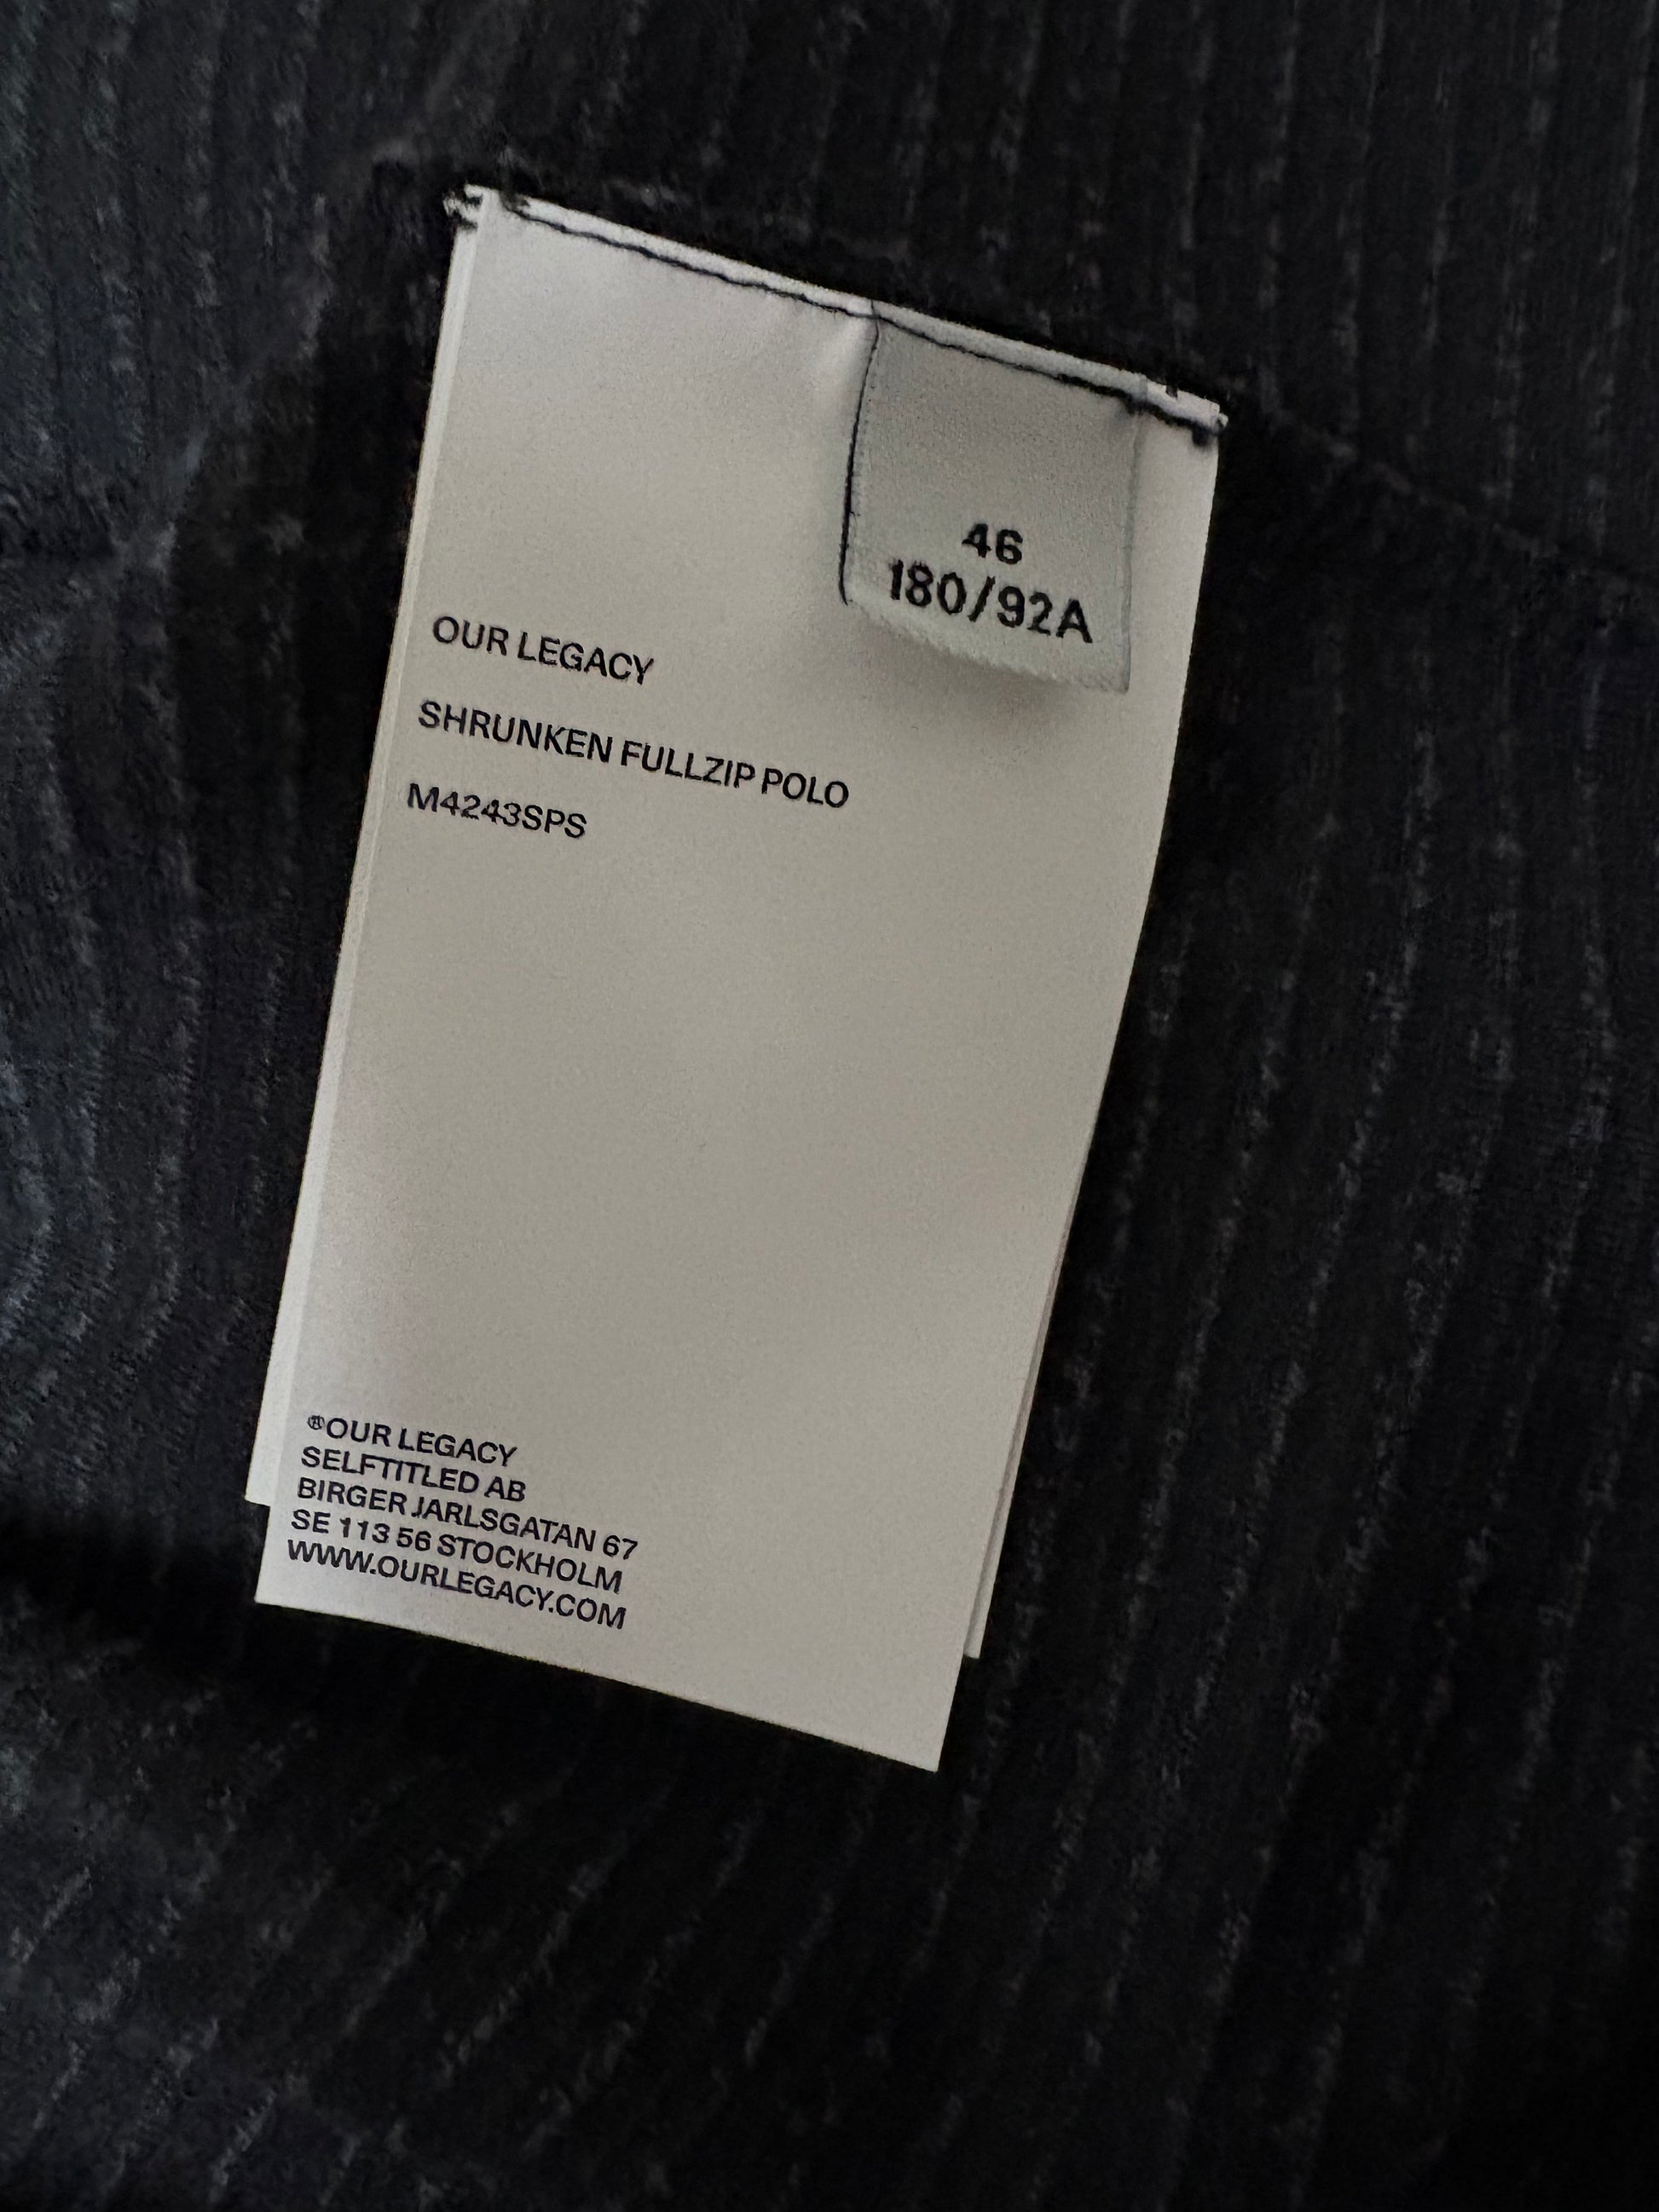 46
180/92A
OUR LEGACY
SHRUNKEN FULLZIP POLO
M4243SPS
®OUR LEGACY
SELFTITLED AB
BIRGER JARLSGATAN 67
SE 113 56 STOCKHOLM
WWW.OURLEGACY.COM